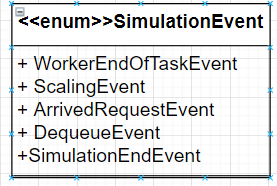 <<enum>>SimulationEvent
+ WorkerEndOfTaskEvent
+ ScalingEvent
+ ArrivedRequestEvent
+ DequeueEvent
+SimulationEndEvent